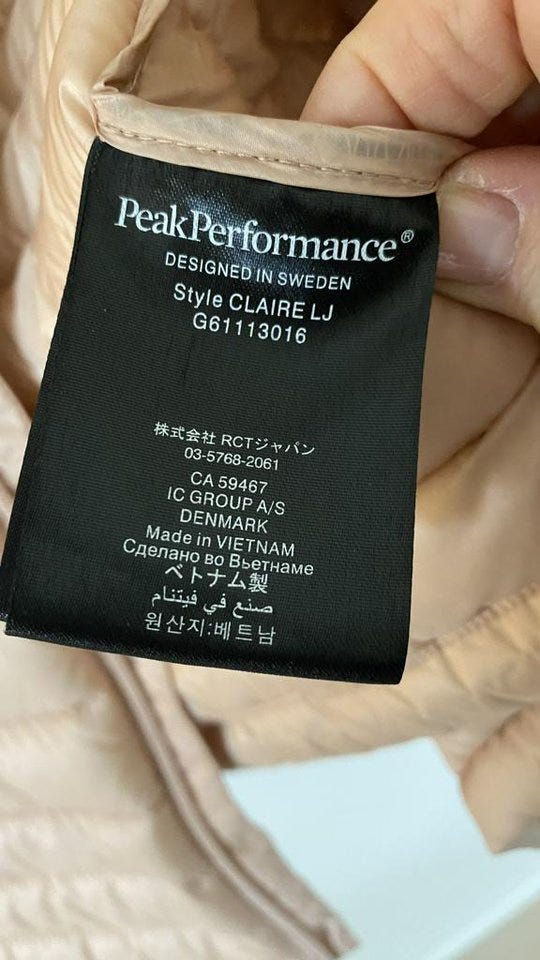 PeakPerformance®
DESIGNED IN SWEDEN
Style CLAIRE LJ
G61113016
株式会社 RCTジャパン
03-5768-2061
CA 59467
IC GROUP A/S
DENMARK
Made in VIETNAM
Сделано во Вьетнаме
ベトナム製
صنع في فيتنام
원산지:베트남